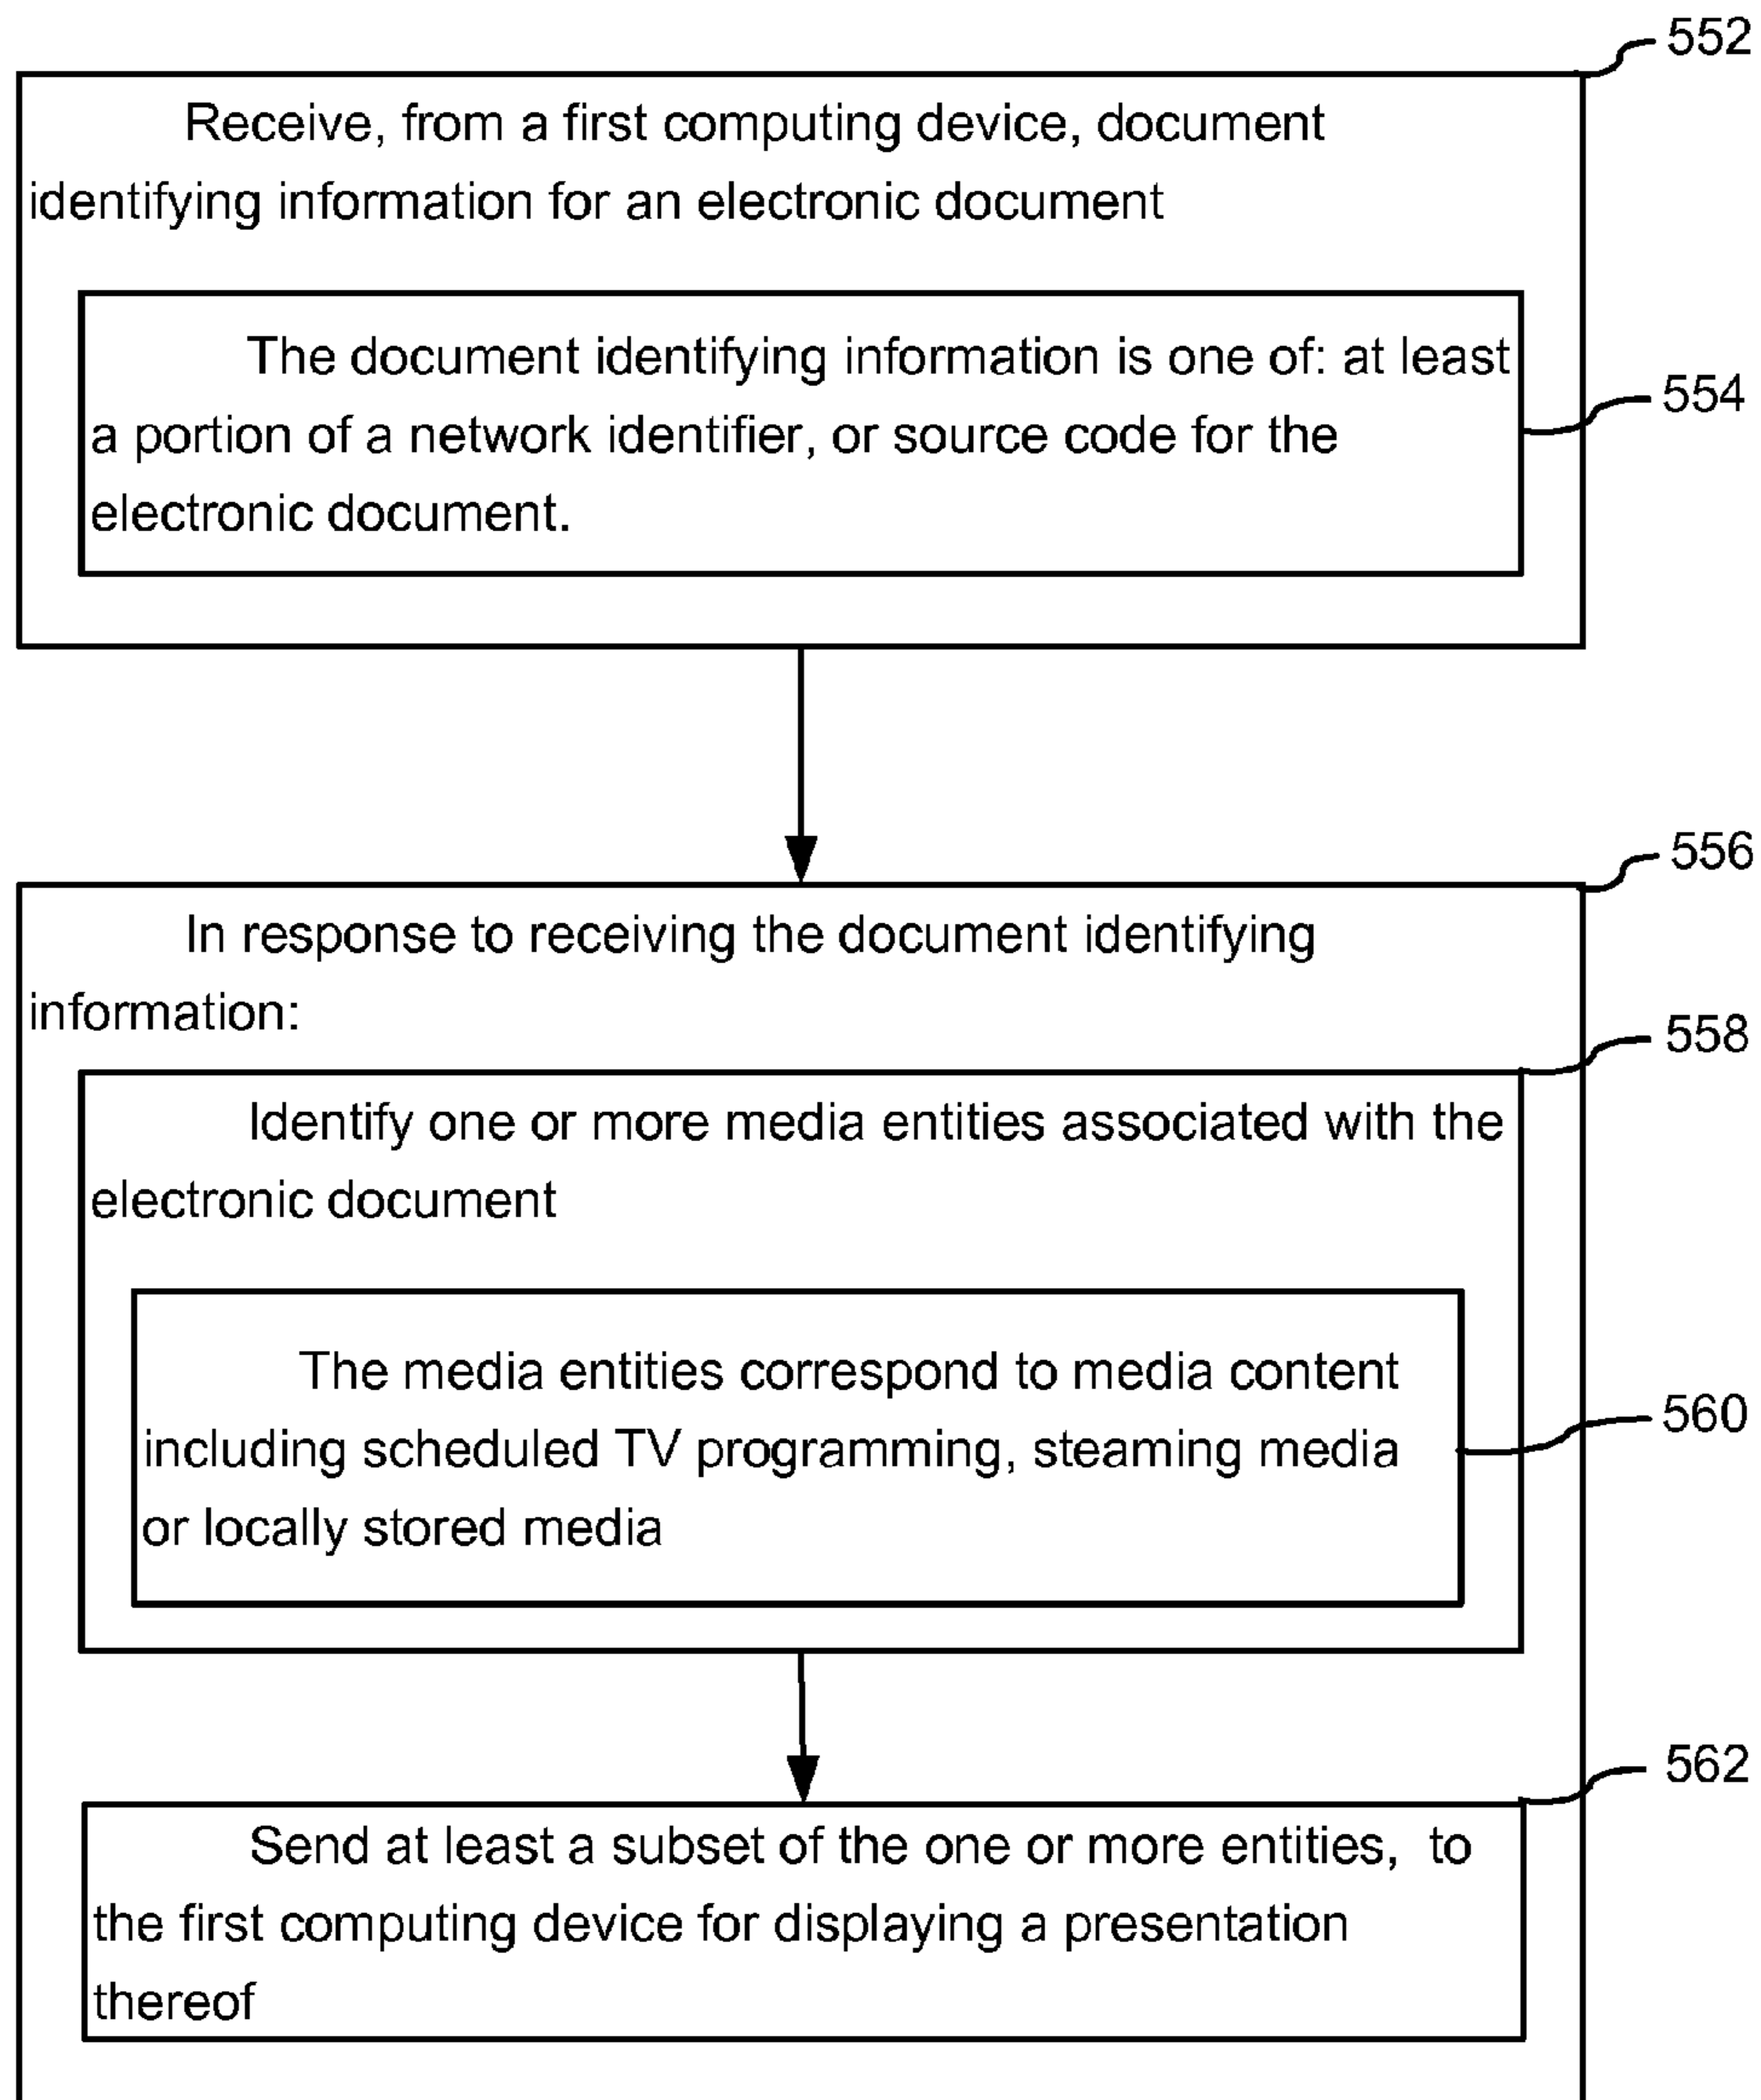 552
Receive, from a first computing device, document
identifying information for an electronic document
The document identifying information is one of: at least
a portion of a network identifier, or source code for the
electronic document.
554
556
In response to receiving the document identifying
information:
558
Identify one or more media entities associated with the
electronic document
The media entities correspond to media content
including scheduled TV programming, steaming media
or locally stored media
560
562
Send at least a subset of the one or more entities, to
the first computing device for displaying a presentation
thereof